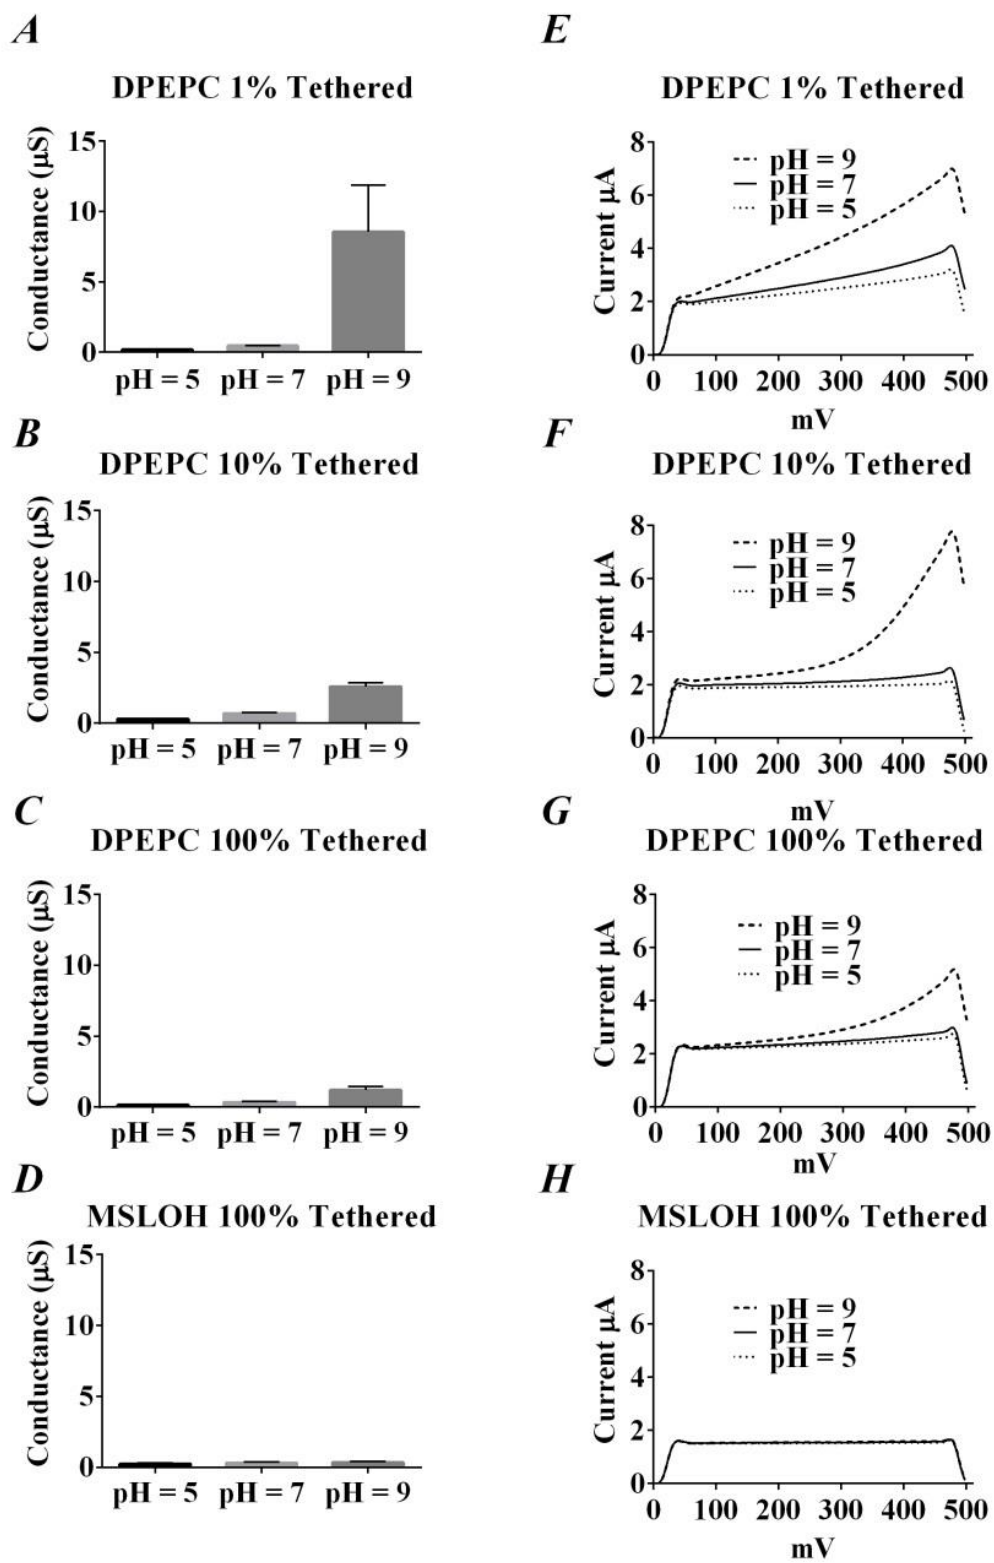 A
DPEPC 1% Tethered
Conductance (µS)
15
10
5
0
pH = 5 pH = 7 pH = 9
E
DPEPC 1% Tethered
Current µA
8
6
4
2
0
pH = 9
pH = 7
pH = 5
0 100 200 300 400 500
mV
B
DPEPC 10% Tethered
Conductance (µS)
15
10
5
0
pH = 5 pH = 7 pH = 9
F
DPEPC 10% Tethered
Current µA
8
6
4
2
0
pH = 9
pH = 7
pH = 5
0 100 200 300 400 500
mV
C
DPEPC 100% Tethered
Conductance (µS)
15
10
5
0
pH = 5 pH = 7 pH = 9
G
DPEPC 100% Tethered
Current µA
8
6
4
2
0
pH = 9
pH = 7
pH = 5
0 100 200 300 400 500
mV
D
MSLOH 100% Tethered
Conductance (µS)
15
10
5
0
pH = 5 pH = 7 pH = 9
H
MSLOH 100% Tethered
Current µA
8
6
4
2
0
pH = 9
pH = 7
pH = 5
0 100 200 300 400 500
mV